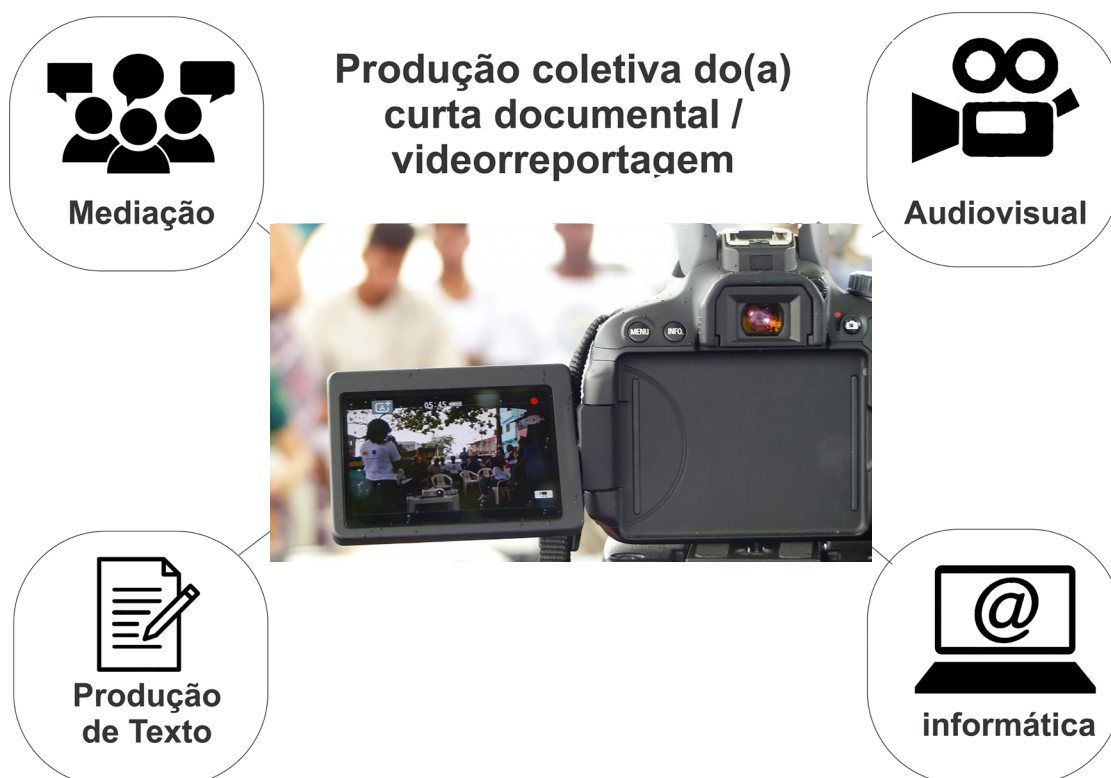 Produção coletiva do(a)
curta documental /
videorreportagem
Mediação
Audiovisual
MENU
INFO.
05:45
Produção
de Texto
@
informática